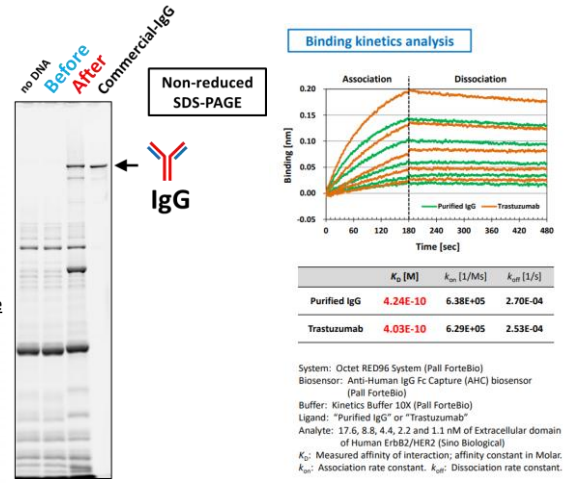 no DNA
Before
After
Commercial-IgG
Non-reduced
SDS-PAGE
IgG
Binding kinetics analysis
Association Dissociation
Binding [nm]
0.20
0.15
0.10
0.05
0.00
-0.05
0 60 120 180 240 300 360 420 480
Purified IgG Trastuzumab
Time [sec]
KD [M] kon [1/Ms] koff [1/s]
Purified IgG 4.24E-10 6.38E+05 2.70E-04
Trastuzumab 4.03E-10 6.29E+05 2.53E-04
System: Octet RED96 System (Pall ForteBio)
Biosensor: Anti-Human IgG Fc Capture (AHC) biosensor
(Pall ForteBio)
Buffer: Kinetics Buffer 10X (Pall ForteBio)
Ligand: "Purified IgG" or "Trastuzumab"
Analyte: 17.6, 8.8, 4.4, 2.2 and 1.1 nM of Extracellular domain
of Human ErbB2/HER2 (Sino Biological)
KD: Measured affinity of interaction; affinity constant in Molar.
kon: Association rate constant. koff: Dissociation rate constant.